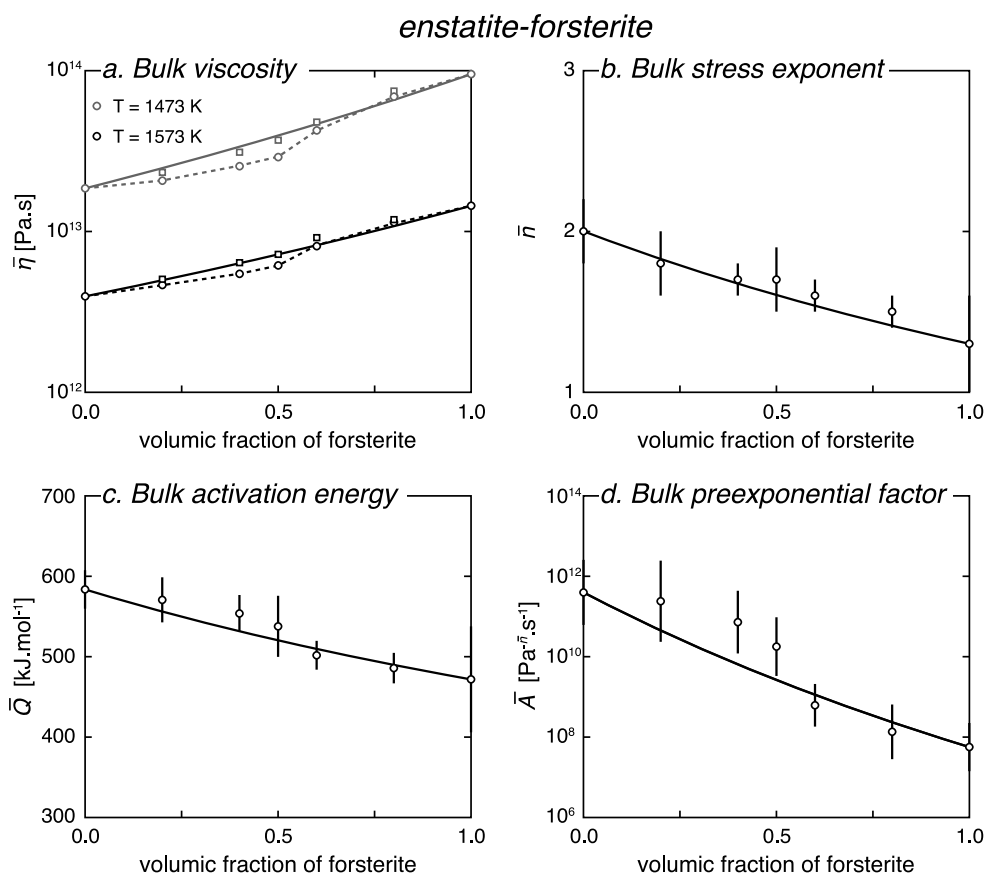 enstatite-forsterite
a. Bulk viscosity
10¹⁴
10¹³
10¹²
T = 1473 K
T = 1573 K
η̄ [Pa.s]
0.0 0.5 1.0
volumic fraction of forsterite
b. Bulk stress exponent
3
2
1
n̄
0.0 0.5 1.0
volumic fraction of forsterite
c. Bulk activation energy
700
600
500
400
300
Q̄ [kJ.mol⁻¹]
0.0 0.5 1.0
volumic fraction of forsterite
d. Bulk preexponential factor
10¹⁴
10¹²
10¹⁰
10⁸
10⁶
Ā [Pa⁻ⁿ̄.s⁻¹]
0.0 0.5 1.0
volumic fraction of forsterite